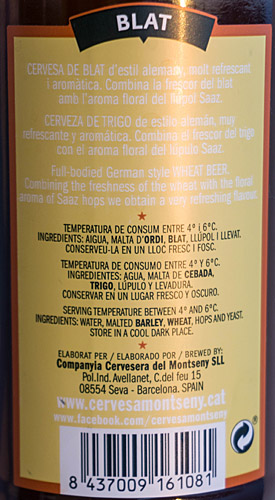 BLAT
CERVESA DE BLAT d'estil alemany, molt refrescant
i aromàtica. Combina la frescor del blat
amb l'aroma floral del llúpol Saaz.
CERVEZA DE TRIGO de estilo alemán, muy
refrescante y aromática. Combina el frescor del trigo
con el aroma floral del lúpulo Saaz.
Full-bodied German style WHEAT BEER.
Combining the freshness of the wheat with the floral
aroma of Saaz hops we obtain a very refreshing flavour.
TEMPERATURA DE CONSUM ENTRE 4º i 6ºC.
INGREDIENTS: AIGUA, MALTA D'ORDI, BLAT, LLÚPOL I LLEVAT.
CONSERVEU-LA EN UN LLOC FRESC I FOSC.
TEMPERATURA DE CONSUMO ENTRE 4º Y 6ºC.
INGREDIENTES: AGUA, MALTA DE CEBADA,
TRIGO, LÚPULO Y LEVADURA.
CONSERVAR EN UN LUGAR FRESCO Y OSCURO.
SERVING TEMPERATURE BETWEEN 4º AND 6ºC.
INGREDIENTS: WATER, MALTED BARLEY, WHEAT, HOPS AND YEAST.
STORE IN A COOL DARK PLACE.
ELABORAT PER / ELABORADO POR / BREWED BY:
Companyia Cervesera del Montseny SLL
Pol.Ind. Avellanet, C.del feu 15
08554 Seva - Barcelona. SPAIN
www.cervesamontseny.cat
www.facebook.com/cervesamontseny
8 437009 161081